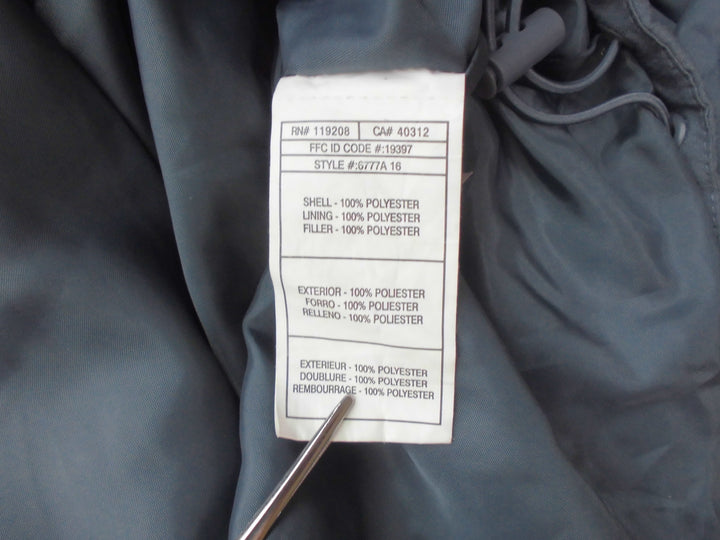 RN# 119208 CA# 40312
FFC ID CODE #:19397
STYLE #:6777A 16
SHELL - 100% POLYESTER
LINING - 100% POLYESTER
FILLER - 100% POLYESTER
EXTERIOR - 100% POLIESTER
FORRO - 100% POLIESTER
RELLENO - 100% POLYESTER
EXTERIEUR - 100% POLYESTER
DOUBLURE - 100% POLYESTER
REMBOURRAGE - 100% POLYESTER